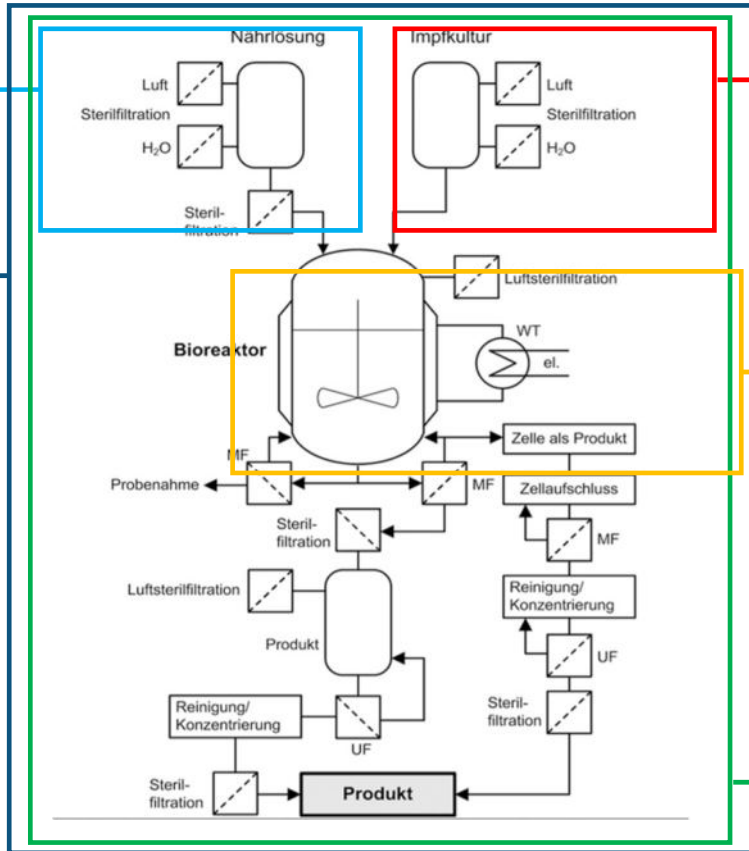 Nährlösung
Impfkultur
Luft
Sterilfiltration
H₂O
Luft
Sterilfiltration
H₂O
Steril-
filtration
Luftsterilfiltration
Bioreaktor
WT
el.
Zelle als Produkt
MF
Probenahme
MF
Zellaufschluss
Steril-
filtration
MF
Luftsterilfiltration
Reinigung/
Konzentrierung
Produkt
UF
Reinigung/
Konzentrierung
Steril-
filtration
UF
Steril-
filtration
Produkt